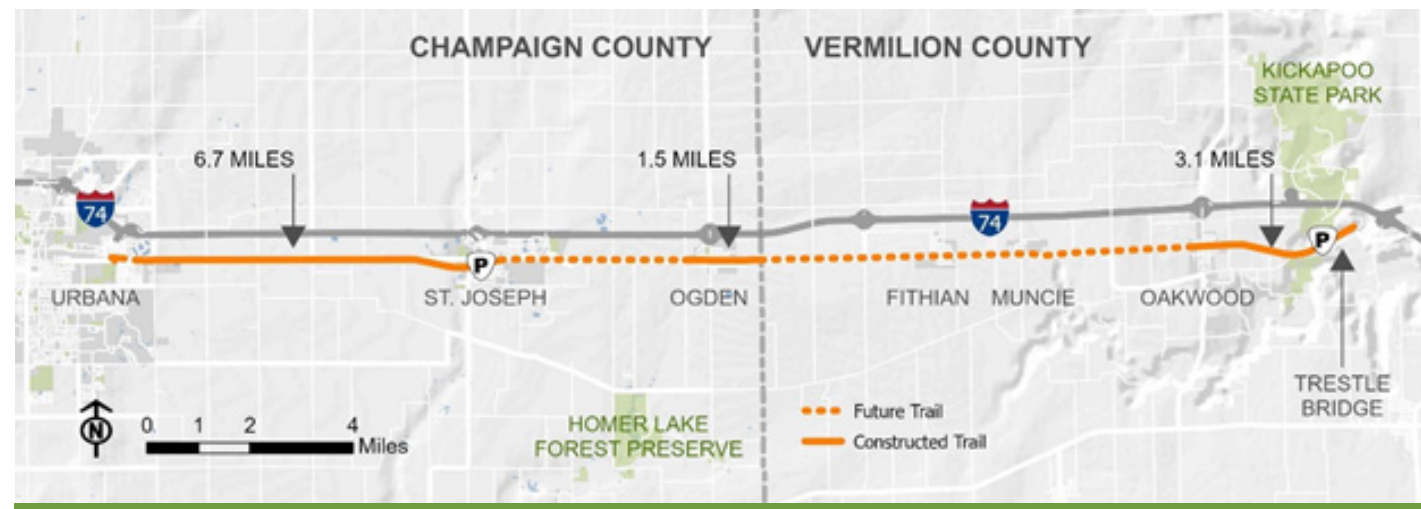 CHAMPAIGN COUNTY
VERMILION COUNTY
KICKAPOO
STATE PARK
6.7 MILES
1.5 MILES
3.1 MILES
74
74
P
P
URBANA
ST. JOSEPH
OGDEN
FITHIAN
MUNCIE
OAKWOOD
TRESTLE
BRIDGE
N
0 1 2 4
Miles
HOMER LAKE
FOREST PRESERVE
Future Trail
Constructed Trail